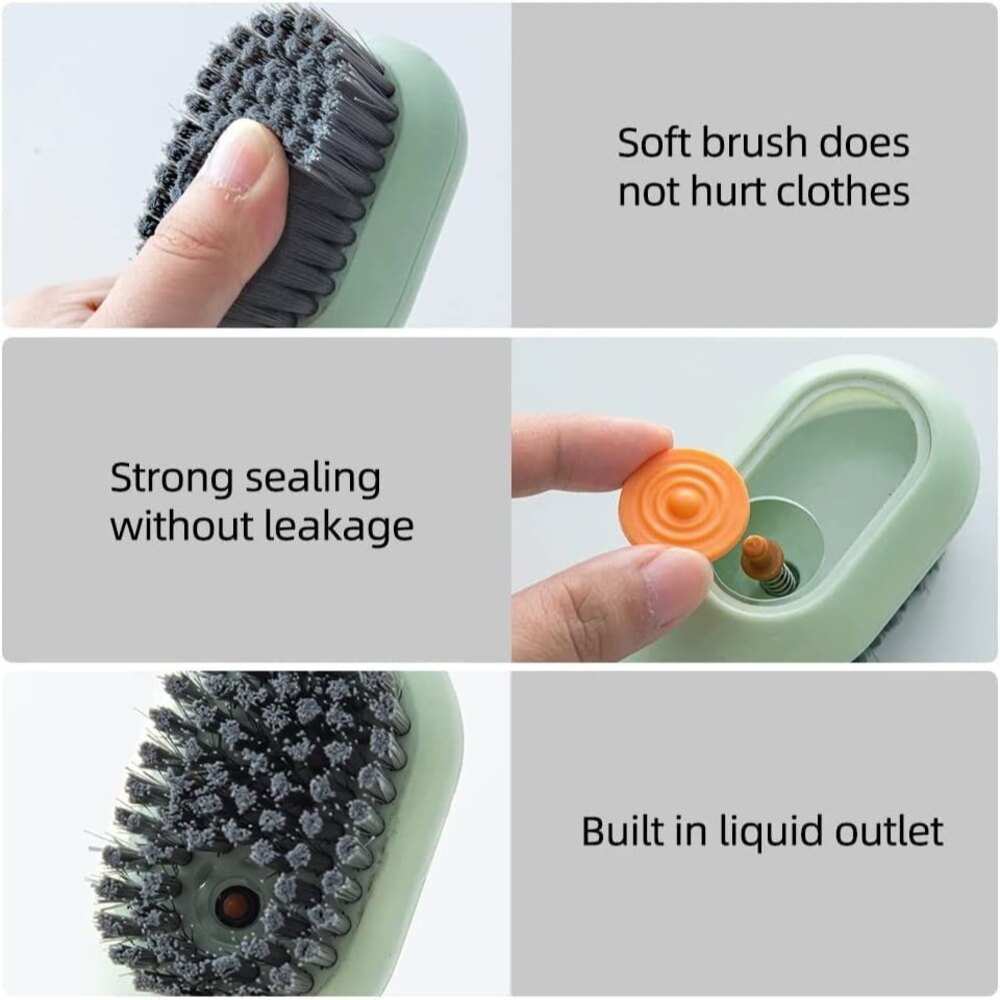 Soft brush does
not hurt clothes
Strong sealing
without leakage
Built in liquid outlet